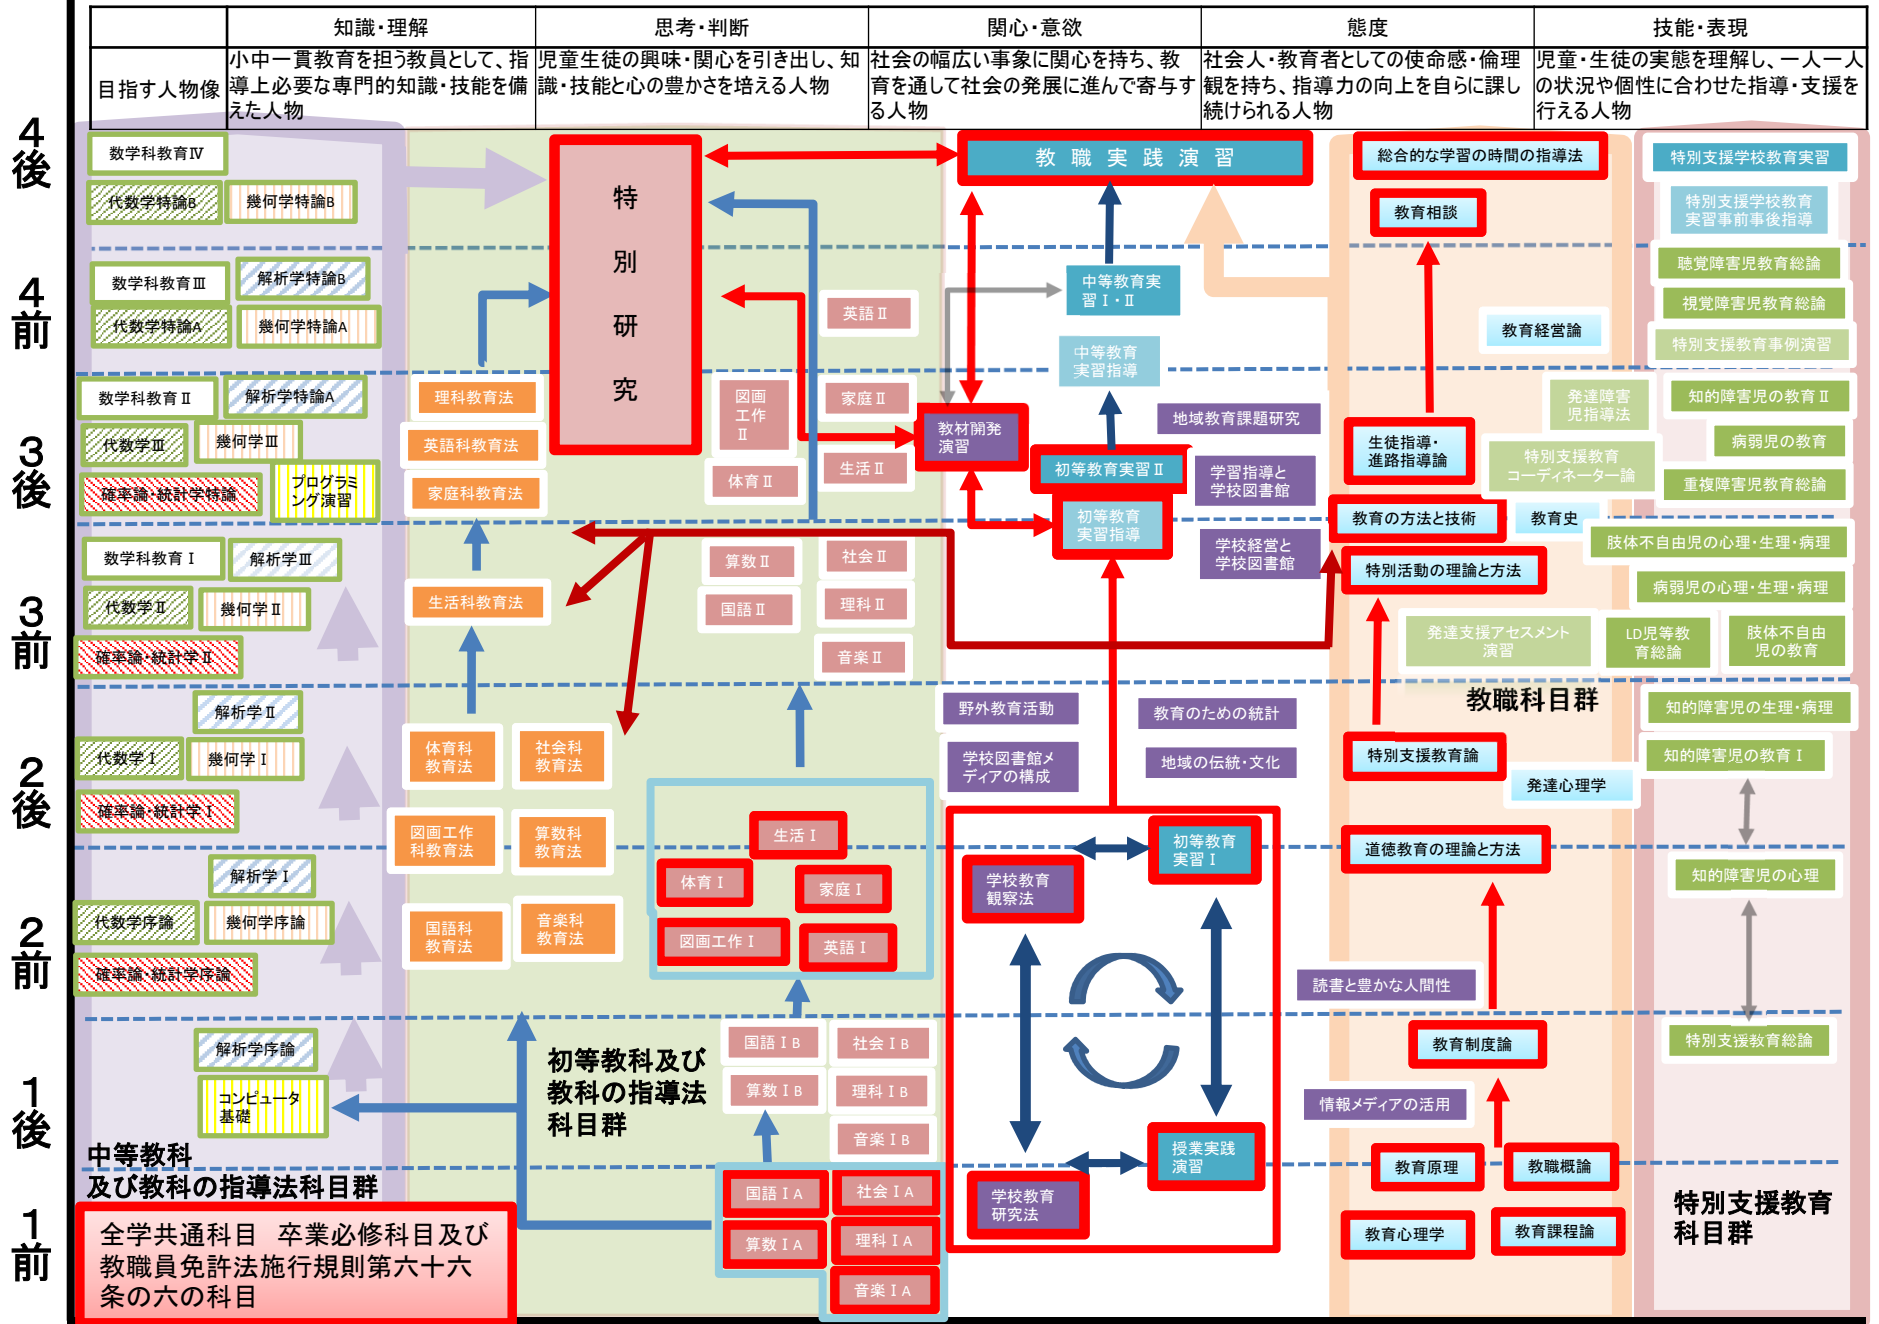 知識・理解
思考・判断
関心・意欲
態度
技能・表現
目指す人物像
小中一貫教育を担う教員として、指
導上必要な専門的知識・技能を備
えた人物
児童生徒の興味・関心を引き出し、知
識・技能と心の豊かさを培える人物
社会の幅広い事象に関心を持ち、教
育を通して社会の発展に進んで寄与す
る人物
社会人・教育者としての使命感・倫理
観を持ち、指導力の向上を自らに課し
続けられる人物
児童・生徒の実態を理解し、一人一人
の状況や個性に合わせた指導・支援を
行える人物
4後
数学科教育Ⅳ
代数学特論B
幾何学特論B
特別研究
教職実践演習
総合的な学習の時間の指導法
教育相談
特別支援学校教育実習
特別支援学校教育
実習事前事後指導
4前
数学科教育Ⅲ
解析学特論B
代数学特論A
幾何学特論A
英語Ⅱ
中等教育実
習Ⅰ・Ⅱ
中等教育
実習指導
教育経営論
聴覚障害児教育総論
視覚障害児教育総論
特別支援教育事例演習
3後
数学科教育Ⅱ
解析学特論A
代数学Ⅲ
幾何学Ⅲ
確率論・統計学特論
プログラミ
ング演習
理科教育法
英語科教育法
家庭科教育法
図画
工作
Ⅱ
体育Ⅱ
家庭Ⅱ
生活Ⅱ
教材開発
演習
初等教育実習Ⅱ
初等教育
実習指導
地域教育課題研究
学習指導と
学校図書館
生徒指導・
進路指導論
教育の方法と技術
教育史
発達障害
児指導法
特別支援教育
コーディネーター論
知的障害児の教育Ⅱ
病弱児の教育
重複障害児教育総論
3前
数学科教育Ⅰ
解析学Ⅲ
代数学Ⅱ
幾何学Ⅱ
確率論・統計学Ⅱ
生活科教育法
算数Ⅱ
国語Ⅱ
社会Ⅱ
理科Ⅱ
音楽Ⅱ
学校経営と
学校図書館
特別活動の理論と方法
肢体不自由児の心理・生理・病理
病弱児の心理・生理・病理
発達支援アセスメント
演習
LD児等教
育総論
肢体不自由
児の教育
2後
解析学Ⅱ
代数学Ⅰ
幾何学Ⅰ
確率論・統計学Ⅰ
体育科
教育法
社会科
教育法
図画工作
科教育法
算数科
教育法
生活Ⅰ
野外教育活動
教育のための統計
学校図書館メ
ディアの構成
地域の伝統・文化
初等教育
実習Ⅰ
教職科目群
特別支援教育論
発達心理学
道徳教育の理論と方法
知的障害児の生理・病理
知的障害児の教育Ⅰ
2前
解析学Ⅰ
代数学序論
幾何学序論
確率論・統計学序論
国語科
教育法
音楽科
教育法
体育Ⅰ
家庭Ⅰ
図画工作Ⅰ
英語Ⅰ
学校教育
観察法
読書と豊かな人間性
知的障害児の心理
1後
解析学序論
コンピュータ
基礎
初等教科及び
教科の指導法
科目群
国語ⅠB
社会ⅠB
算数ⅠB
理科ⅠB
音楽ⅠB
授業実践
演習
教育制度論
情報メディアの活用
教育原理
教職概論
特別支援教育総論
中等教科
及び教科の指導法科目群
1前
全学共通科目　卒業必修科目及び
教職員免許法施行規則第六十六
条の六の科目
国語ⅠA
社会ⅠA
算数ⅠA
理科ⅠA
音楽ⅠA
学校教育
研究法
教育心理学
教育課程論
特別支援教育
科目群